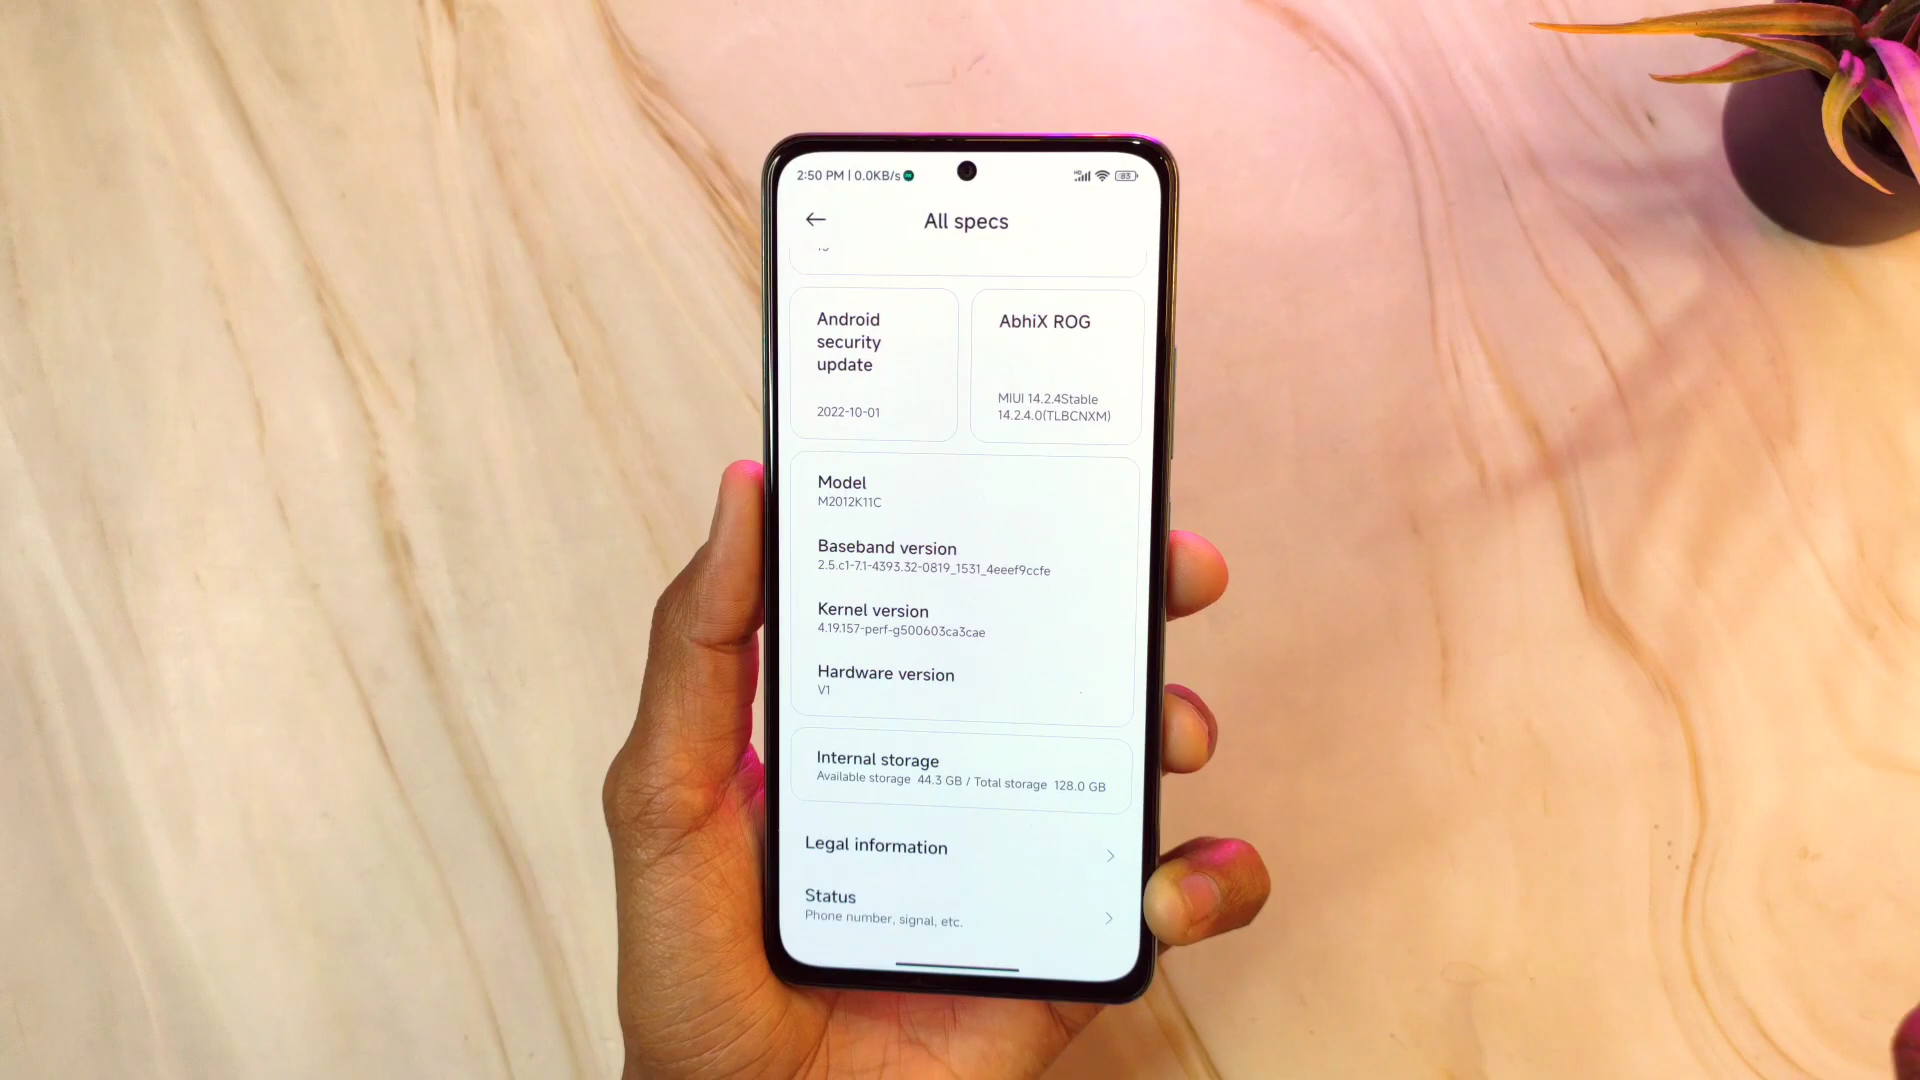 2:50 PM | 0.0KB/s
HD
83
All specs
Android
security
update
2022-10-01
AbhiX ROG
MIUI 14.2.4Stable
14.2.4.0(TLBCNXM)
Model
M2012K11C
Baseband version
2.5.c1-7.1-4393.32-0819_1531_4eeef9ccfe
Kernel version
4.19.157-perf-g500603ca3cae
Hardware version
V1
Internal storage
Available storage 44.3 GB / Total storage 128.0 GB
Legal information
Status
Phone number, signal, etc.